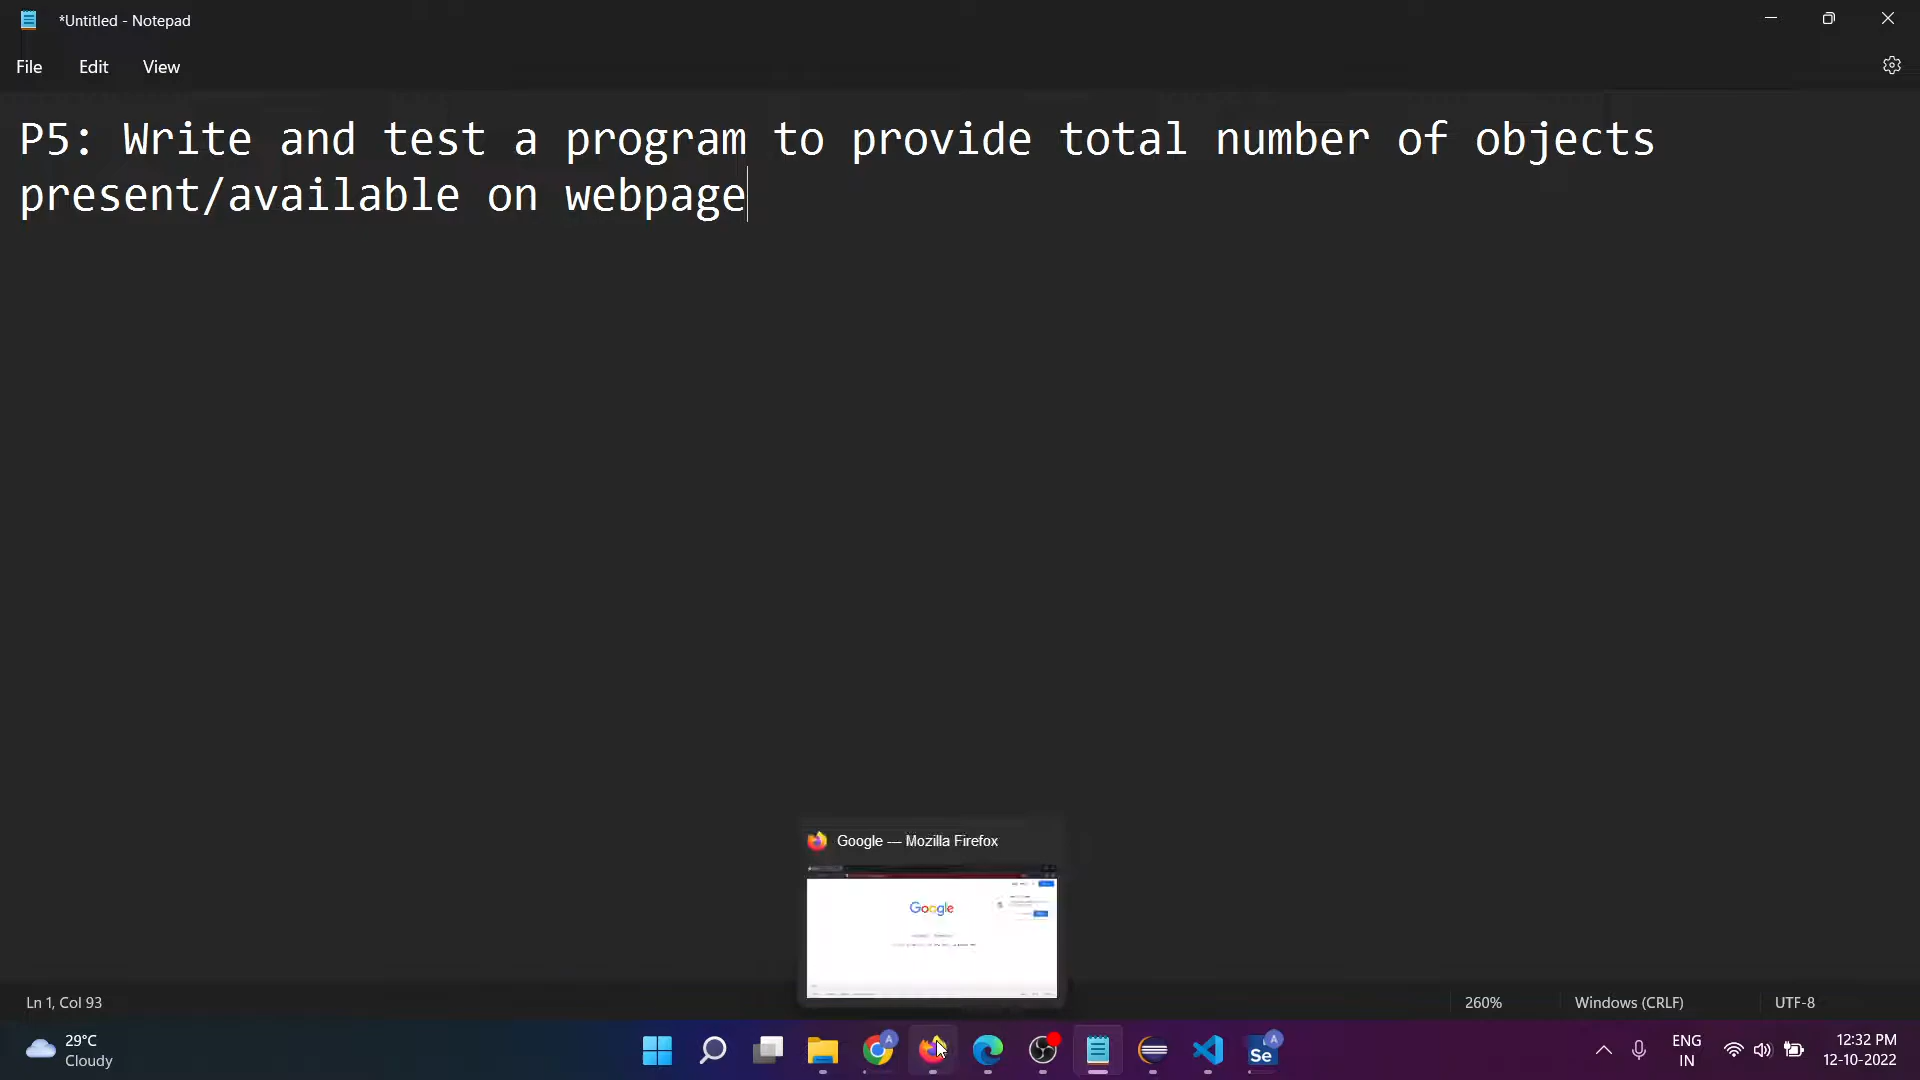 *Untitled - Notepad
File Edit View
P5: Write and test a program to provide total number of objects
present/available on webpage
Google — Mozilla Firefox
Google
Ln 1, Col 93 260% Windows (CRLF) UTF-8
29°C
Cloudy
A
Se
A
ENG
IN
12:32 PM
12-10-2022